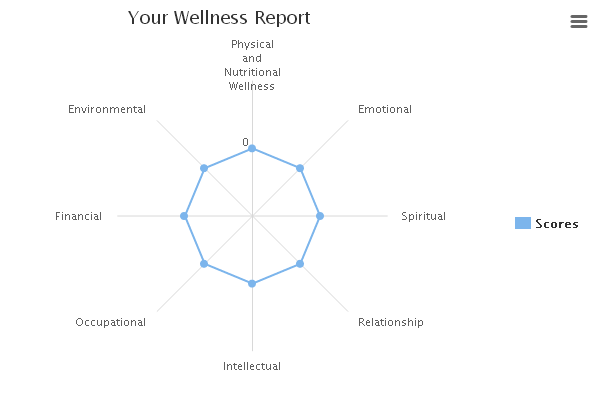 Your Wellness Report
Physical
and
Nutritional
Wellness
Environmental
Emotional
0
Financial
Spiritual
Scores
Occupational
Relationship
Intellectual